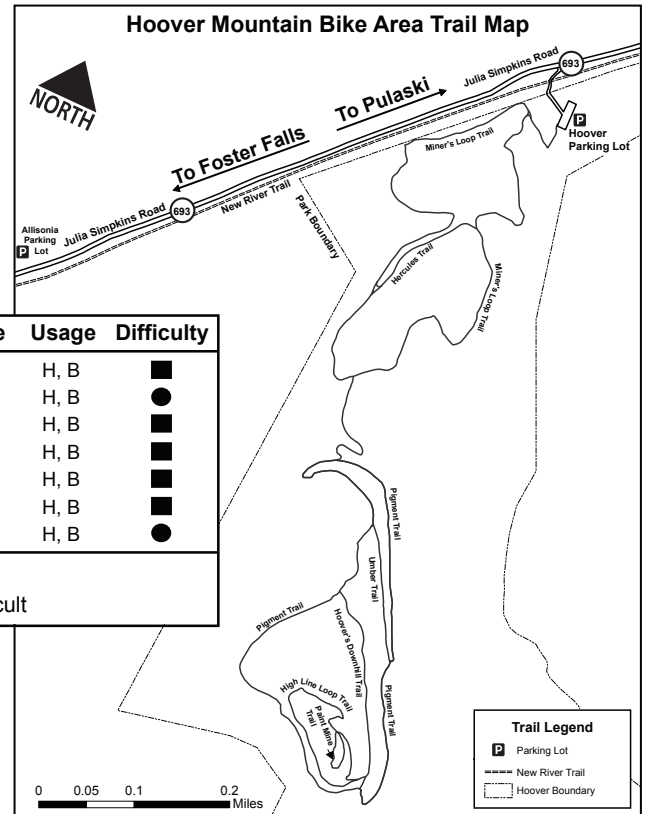 Hoover Mountain Bike Area Trail Map
NORTH
To Pulaski
Julia Simpkins Road
693
P
Hoover
Parking Lot
To Foster Falls
Miner's Loop Trail
New River Trail
Park Boundary
Julia Simpkins Road
693
Allisonia
Parking
Lot
P
Hercules Trail
Miner's Loop Trail
Usage Difficulty
H, B
H, B
H, B
H, B
H, B
H, B
H, B
Pigment Trail
Umber Trail
Pigment Trail
Hoover's Downhill Trail
High Line Loop Trail
Paint Mine
Trail
Pigment Trail
Trail Legend
P Parking Lot
New River Trail
Hoover Boundary
0 0.05 0.1 0.2
Miles